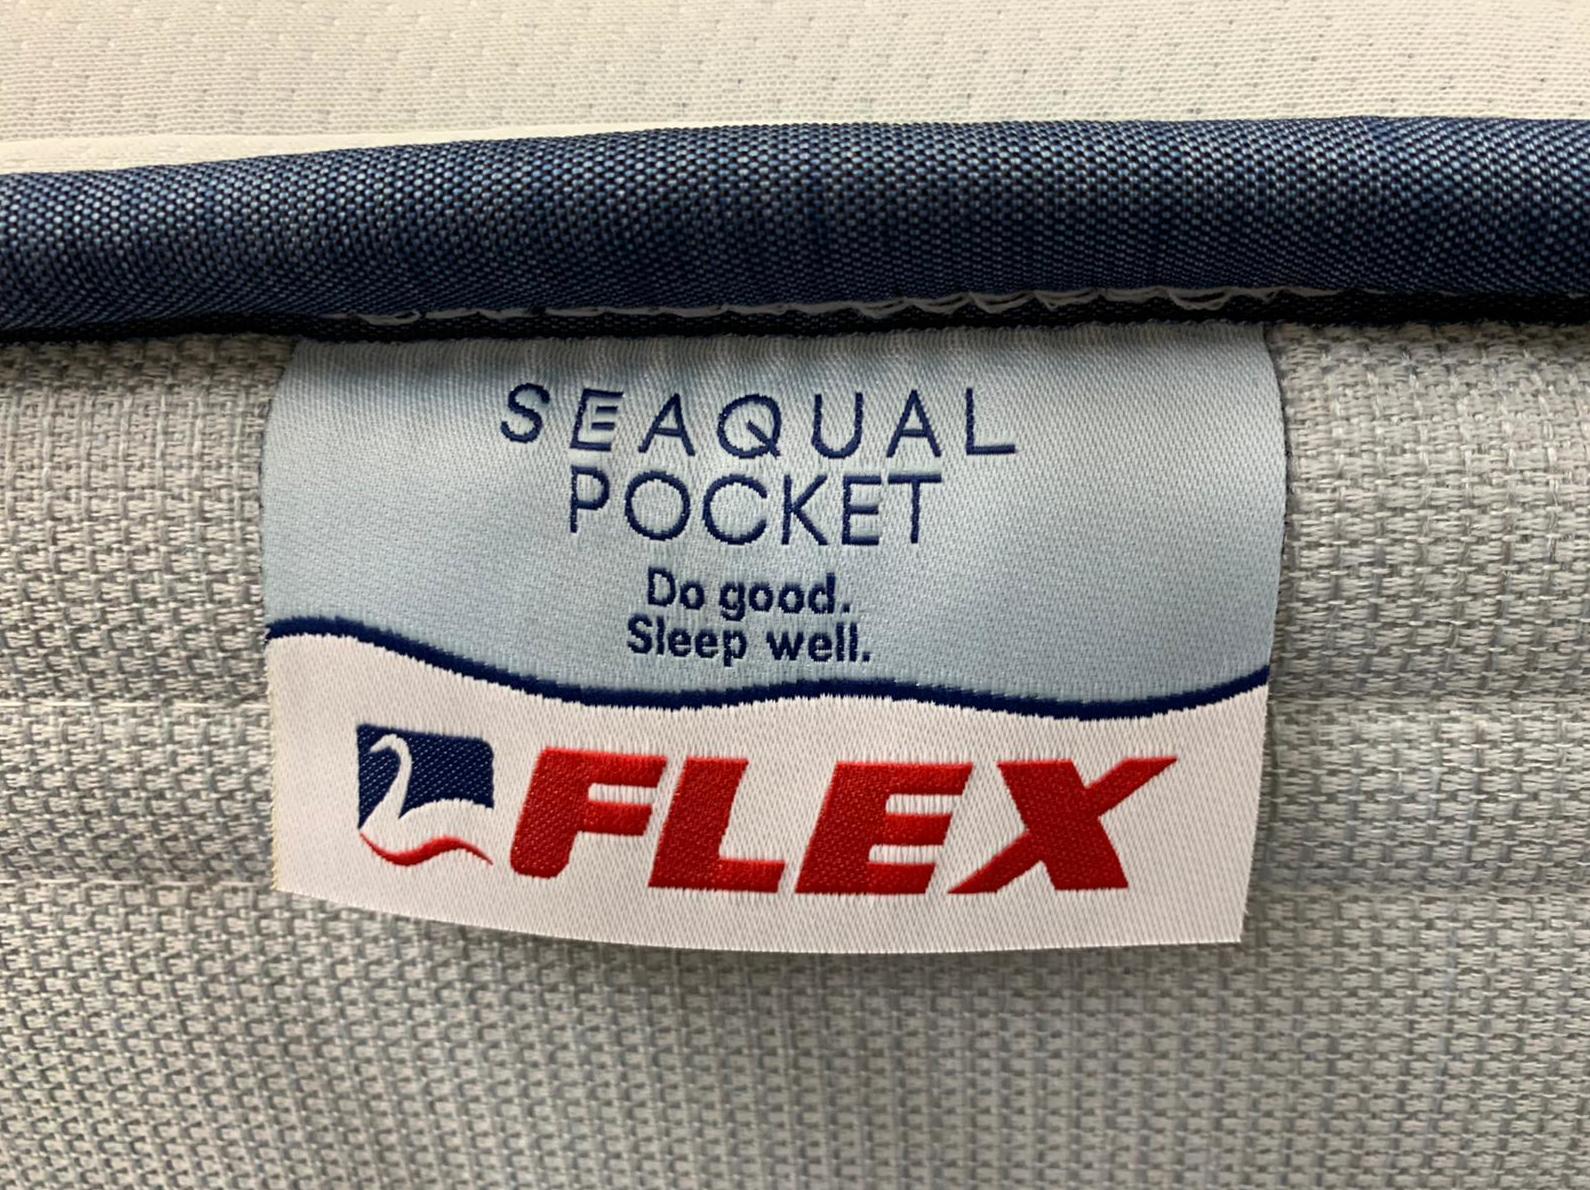 SEAQUAL
POCKET
Do good.
Sleep well.
FLEX